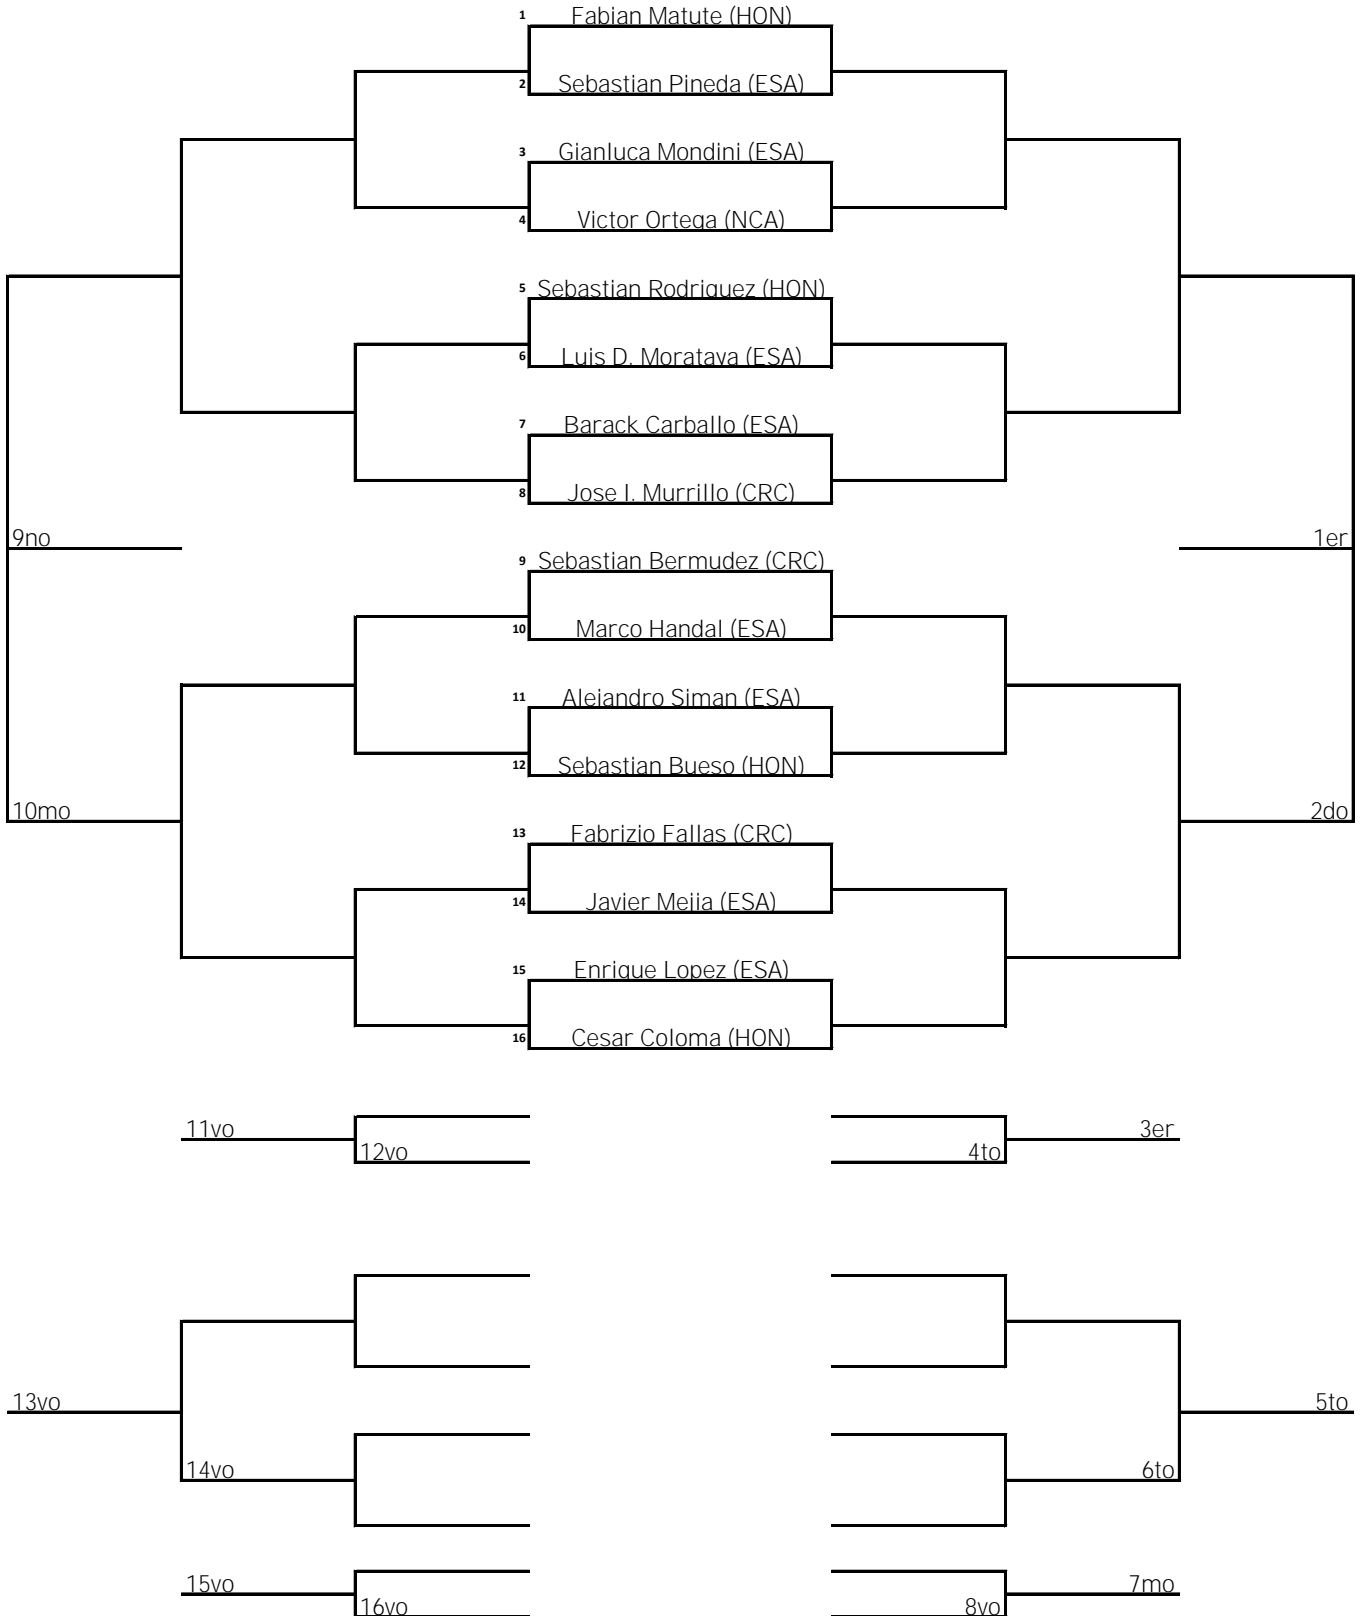 1 Fabian Matute (HON)
2 Sebastian Pineda (ESA)
3 Gianluca Mondini (ESA)
4 Victor Ortega (NCA)
5 Sebastian Rodriguez (HON)
6 Luis D. Morataya (ESA)
7 Barack Carballo (ESA)
8 Jose I. Murrillo (CRC)
9no
1er
9 Sebastian Bermudez (CRC)
10 Marco Handal (ESA)
11 Alejandro Siman (ESA)
12 Sebastian Bueso (HON)
10mo
2do
13 Fabrizio Fallas (CRC)
14 Javier Mejia (ESA)
15 Enrique Lopez (ESA)
16 Cesar Coloma (HON)
11vo
3er
12vo
4to
13vo
5to
14vo
6to
15vo
7mo
16vo
8vo